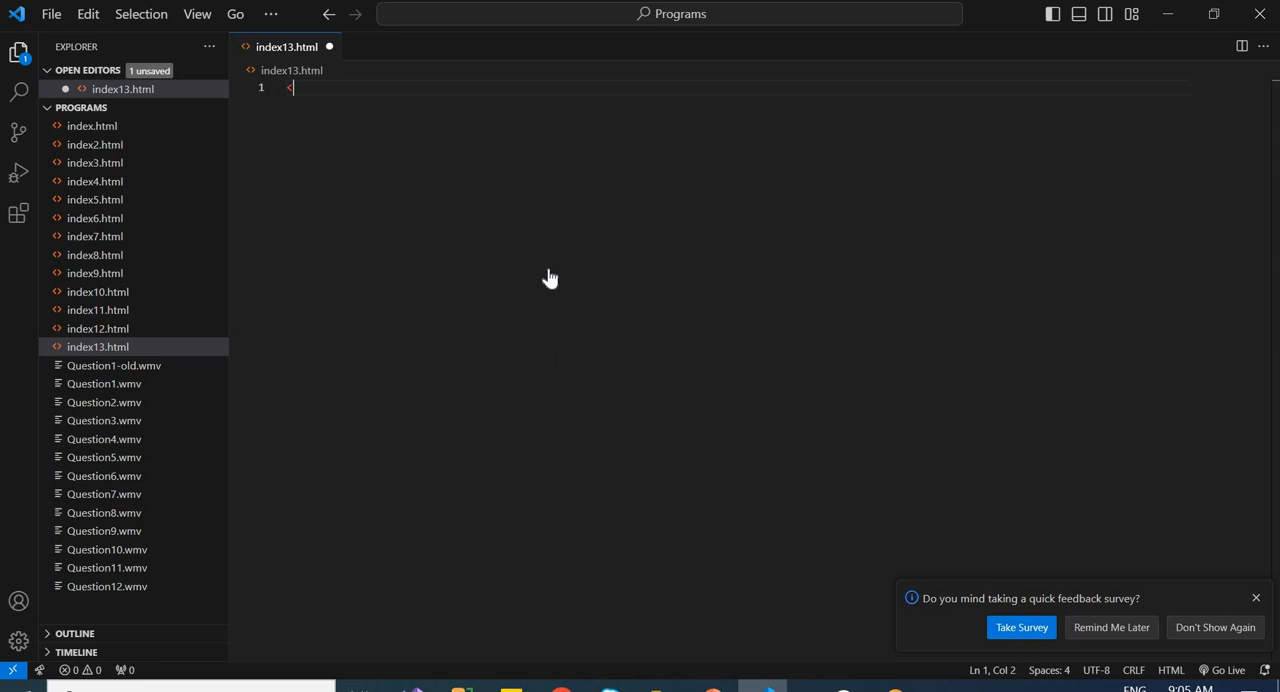 File Edit Selection View Go ··· Programs
EXPLORER ···
index13.html
OPEN EDITORS 1 unsaved
index13.html
index13.html
1 <
PROGRAMS
index.html
index2.html
index3.html
index4.html
index5.html
index6.html
index7.html
index8.html
index9.html
index10.html
index11.html
index12.html
index13.html
Question1-old.wmv
Question1.wmv
Question2.wmv
Question3.wmv
Question4.wmv
Question5.wmv
Question6.wmv
Question7.wmv
Question8.wmv
Question9.wmv
Question10.wmv
Question11.wmv
Question12.wmv
OUTLINE
TIMELINE
Do you mind taking a quick feedback survey?
Take Survey Remind Me Later Don't Show Again
0 0 0 Ln 1, Col 2 Spaces: 4 UTF-8 CRLF HTML Go Live
ENG 9:05 AM